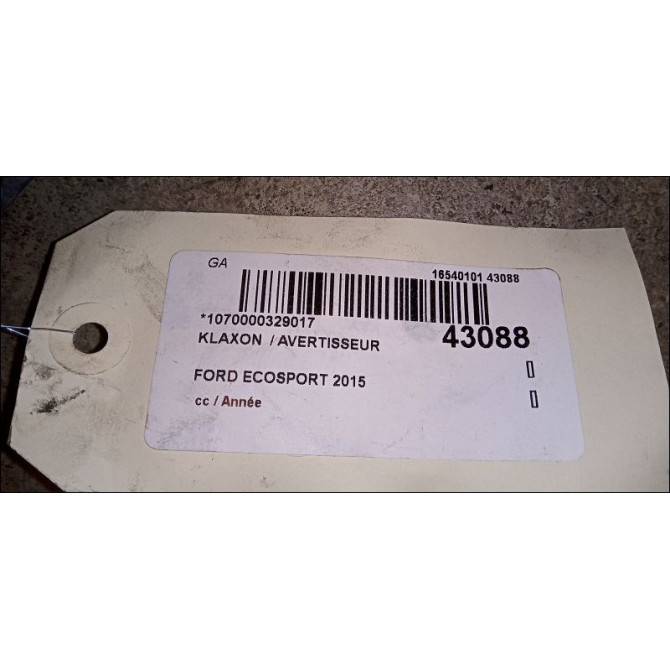 GA
16540101 43088
*1070000329017
43088
KLAXON / AVERTISSEUR
FORD ECOSPORT 2015
cc / Année